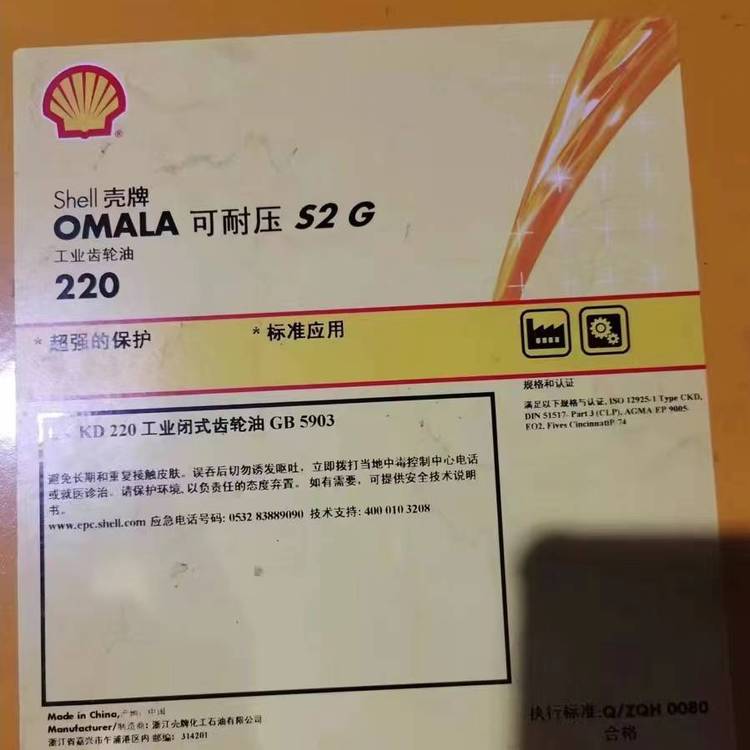 Shell 壳牌
OMALA 可耐压 S2 G
工业齿轮油
220
* 超强的保护
* 标准应用
规格和认证
满足以下规格与认证, ISO 12925-1 Type CKD,
DIN 51517- Part 3 (CLP), AGMA EP 9005-
EO2, Fives Cincinnati P-74
KD 220 工业闭式齿轮油 GB 5903
避免长期和重复接触皮肤。误吞后切勿诱发呕吐，立即拨打当地中毒控制中心电话
或就医诊治。请保护环境, 以负责任的态度弃置。 如有需要，可提供安全技术说明
书。
www.epc.shell.com 应急电话号码: 0532 83889090 技术支持: 400 010 3208
Made in China, 中国
Manufacturer/制造商: 浙江壳牌化工石油有限公司
浙江省嘉兴市乍浦港区内 邮编: 314201
执行标准:Q/ZQH 0080
合格